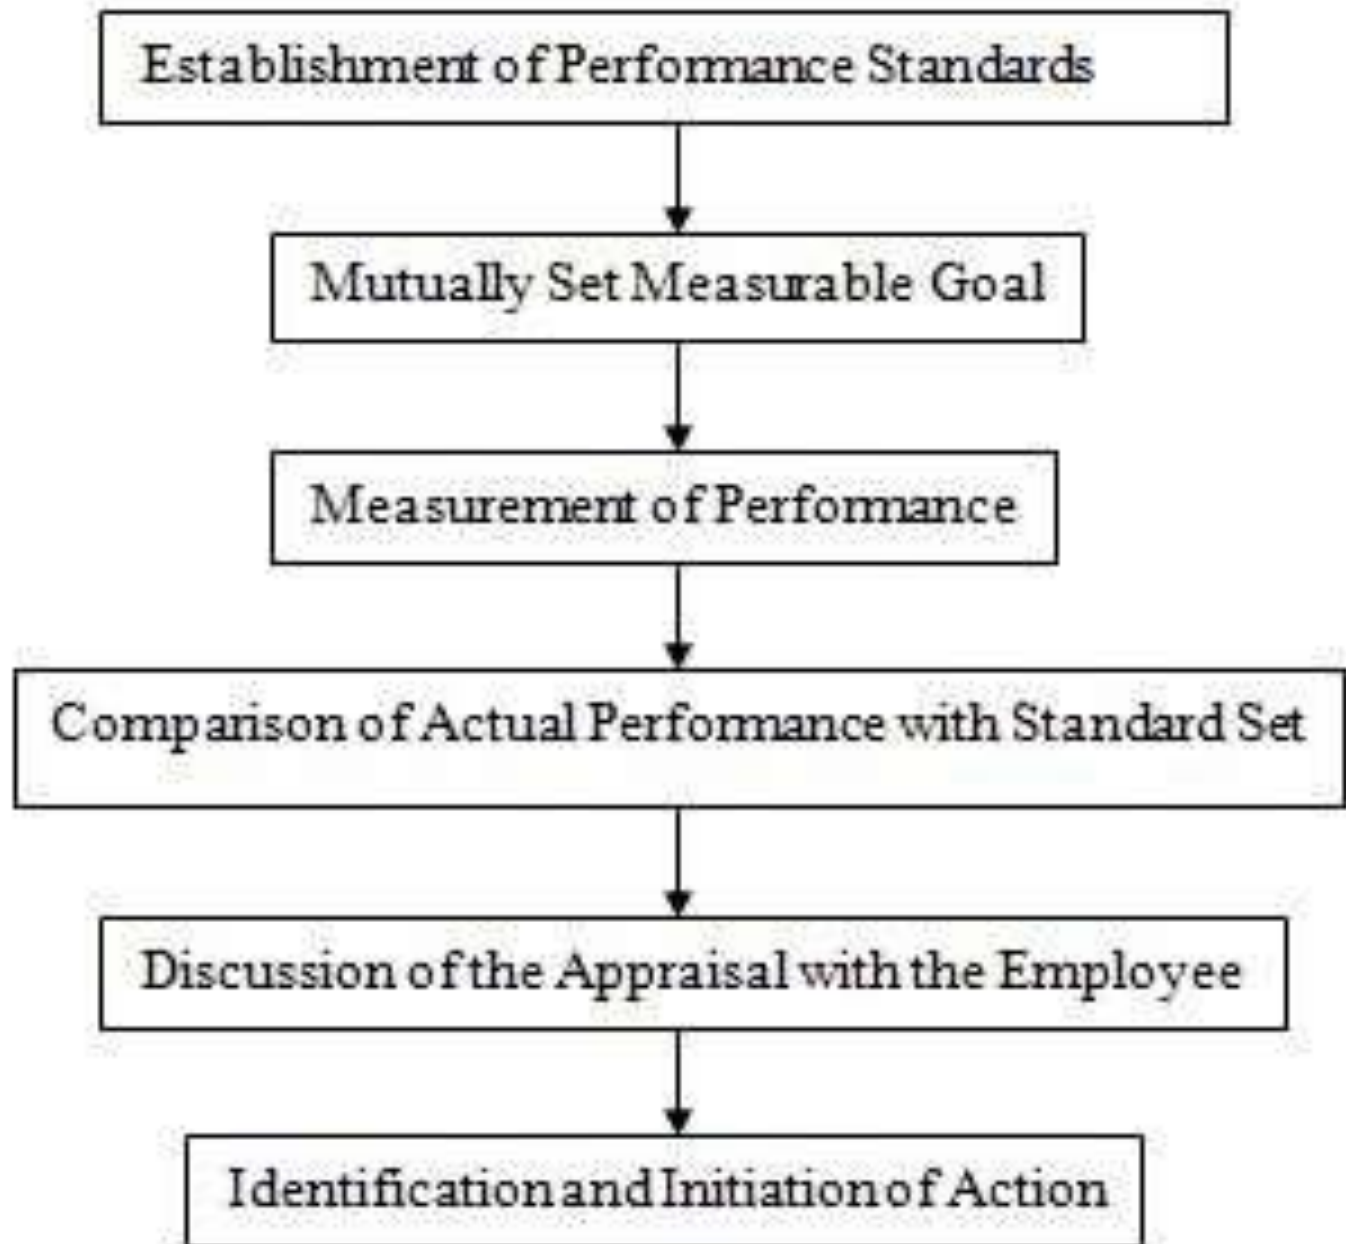 Establishment of Performance Standards
Mutually Set Measurable Goal
Measurement of Performance
Comparison of Actual Performance with Standard Set
Discussion of the Appraisal with the Employee
Identification and Initiation of Action